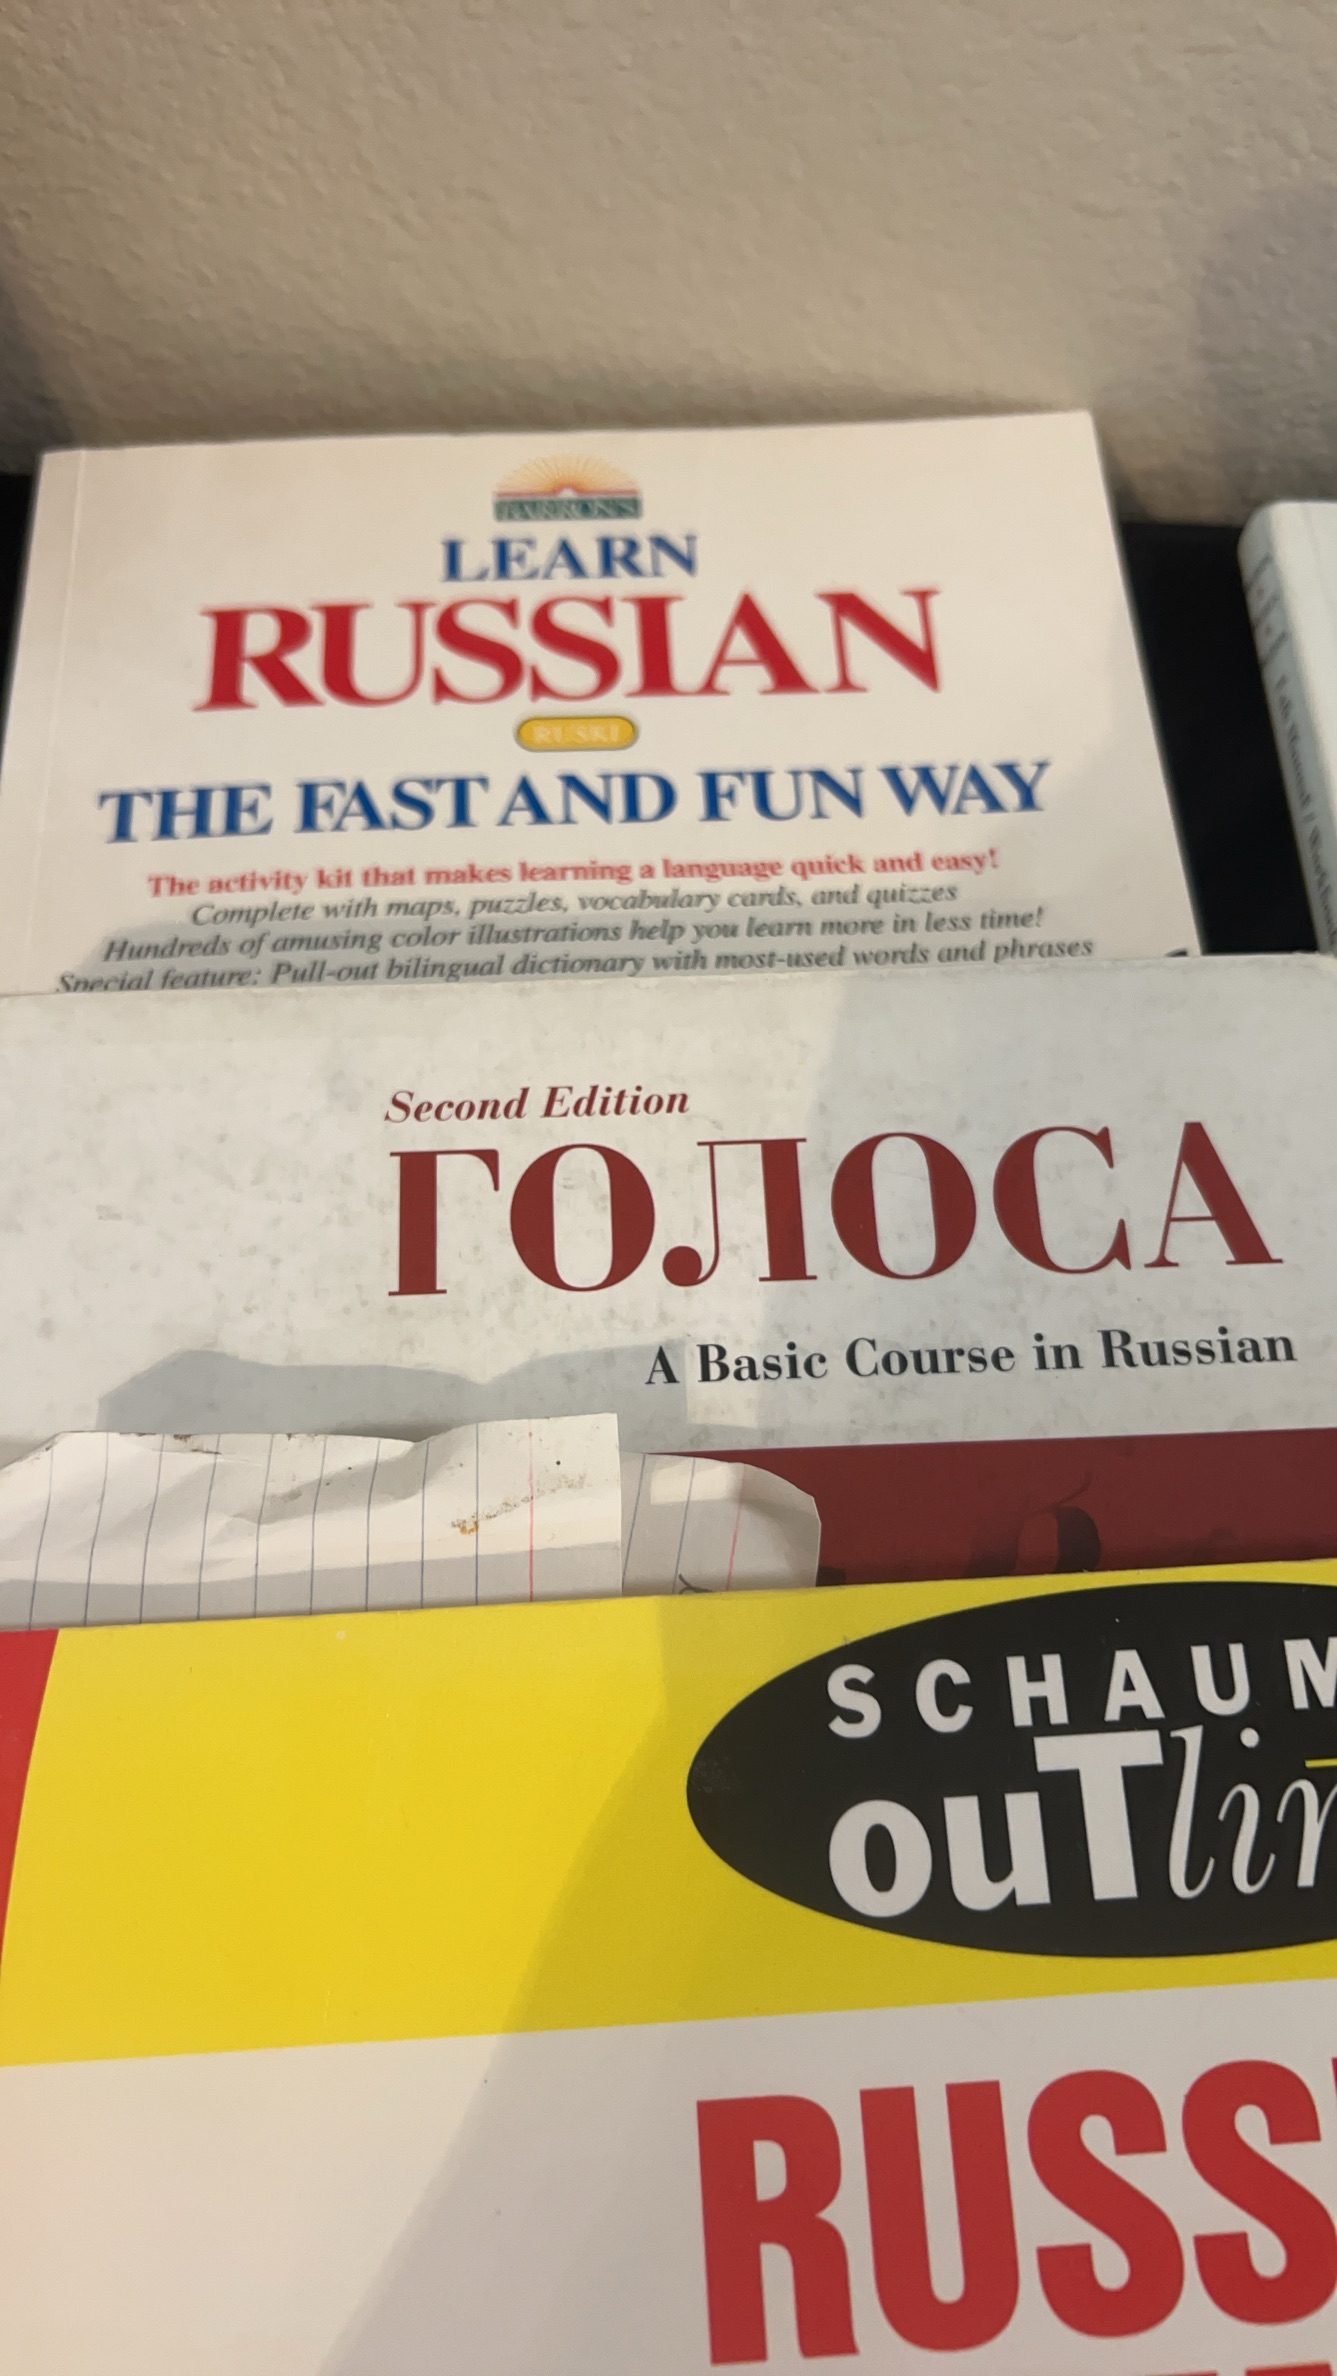 BARRON'S
LEARN
RUSSIAN
RUSKI
THE FAST AND FUN WAY
The activity kit that makes learning a language quick and easy!
Complete with maps, puzzles, vocabulary cards, and quizzes
Hundreds of amusing color illustrations help you learn more in less time!
Special feature: Pull-out bilingual dictionary with most-used words and phrases
Second Edition
ГОЛОСА
A Basic Course in Russian
SCHAUM
ouTlin
RUSS